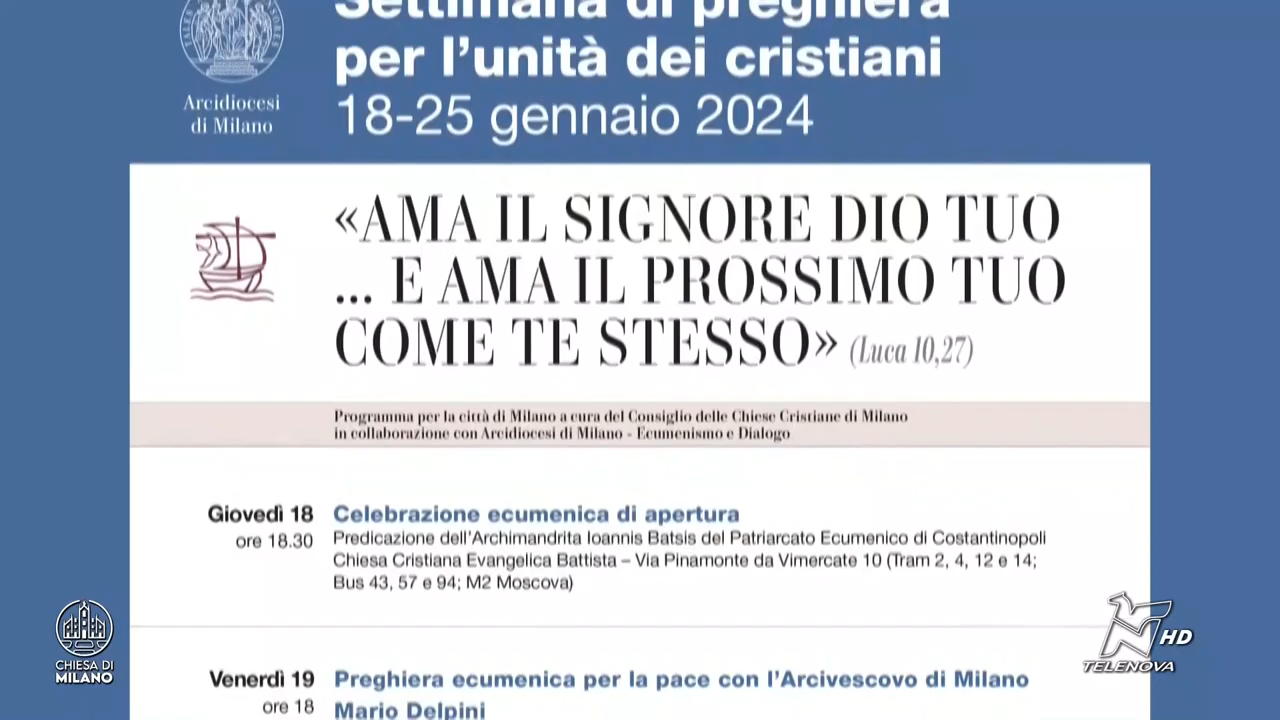 Settimana di preghiera
per l'unità dei cristiani
18-25 gennaio 2024
Arcidiocesi
di Milano
«AMA IL SIGNORE DIO TUO
... E AMA IL PROSSIMO TUO
COME TE STESSO» (Luca 10,27)
Programma per la città di Milano a cura del Consiglio delle Chiese Cristiane di Milano
in collaborazione con Arcidiocesi di Milano - Ecumenismo e Dialogo
Giovedì 18 Celebrazione ecumenica di apertura
ore 18.30 Predicazione dell'Archimandrita Ioannis Batsis del Patriarcato Ecumenico di Costantinopoli
Chiesa Cristiana Evangelica Battista – Via Pinamonte da Vimercate 10 (Tram 2, 4, 12 e 14;
Bus 43, 57 e 94; M2 Moscova)
Venerdì 19 Preghiera ecumenica per la pace con l'Arcivescovo di Milano
ore 18 Mario Delpini
CHIESA DI
MILANO
HD
TELENOVA